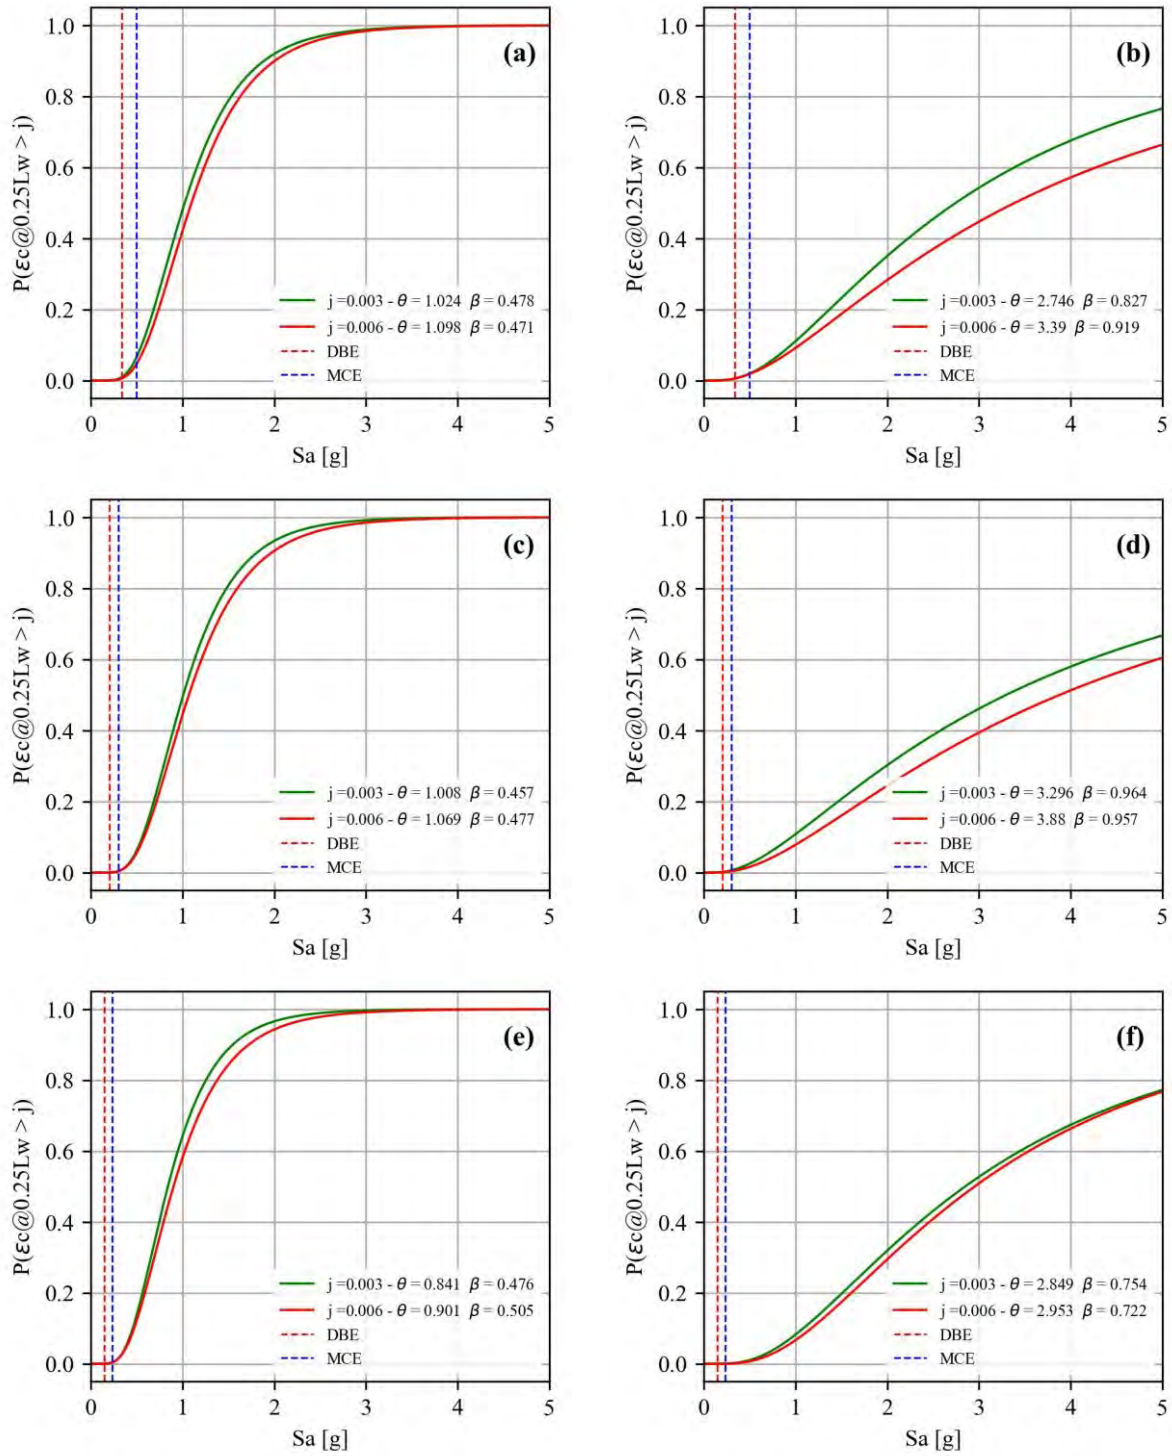 (a)
1.0
0.8
0.6
0.4
0.2
0.0
P(εc@0.25Lw > j)
j =0.003 - θ = 1.024 β = 0.478
j =0.006 - θ = 1.098 β = 0.471
DBE
MCE
0 1 2 3 4 5
Sa [g]
(b)
1.0
0.8
0.6
0.4
0.2
0.0
P(εc@0.25Lw > j)
j =0.003 - θ = 2.746 β = 0.827
j =0.006 - θ = 3.39 β = 0.919
DBE
MCE
0 1 2 3 4 5
Sa [g]
(c)
1.0
0.8
0.6
0.4
0.2
0.0
P(εc@0.25Lw > j)
j =0.003 - θ = 1.008 β = 0.457
j =0.006 - θ = 1.069 β = 0.477
DBE
MCE
0 1 2 3 4 5
Sa [g]
(d)
1.0
0.8
0.6
0.4
0.2
0.0
P(εc@0.25Lw > j)
j =0.003 - θ = 3.296 β = 0.964
j =0.006 - θ = 3.88 β = 0.957
DBE
MCE
0 1 2 3 4 5
Sa [g]
(e)
1.0
0.8
0.6
0.4
0.2
0.0
P(εc@0.25Lw > j)
j =0.003 - θ = 0.841 β = 0.476
j =0.006 - θ = 0.901 β = 0.505
DBE
MCE
0 1 2 3 4 5
Sa [g]
(f)
1.0
0.8
0.6
0.4
0.2
0.0
P(εc@0.25Lw > j)
j =0.003 - θ = 2.849 β = 0.754
j =0.006 - θ = 2.953 β = 0.722
DBE
MCE
0 1 2 3 4 5
Sa [g]